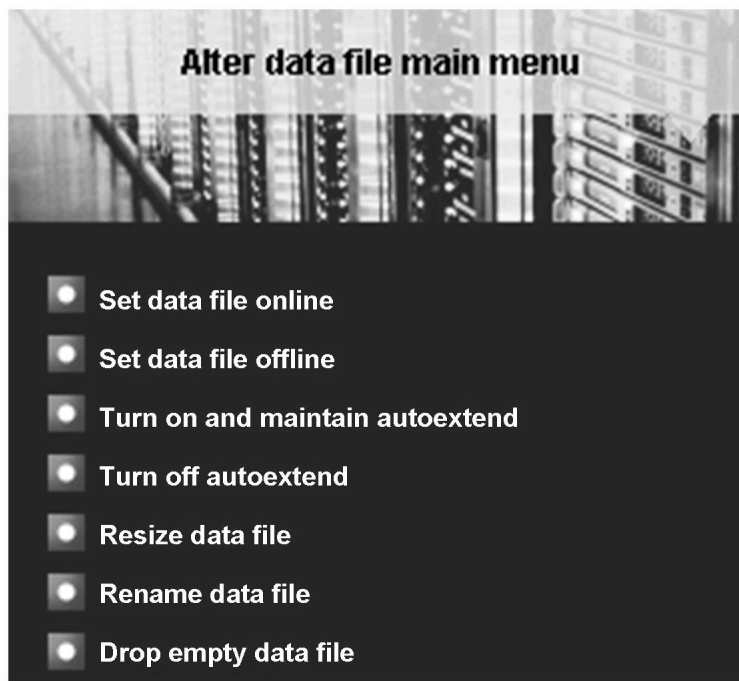 Alter data file main menu
Set data file online
Set data file offline
Turn on and maintain autoextend
Turn off autoextend
Resize data file
Rename data file
Drop empty data file